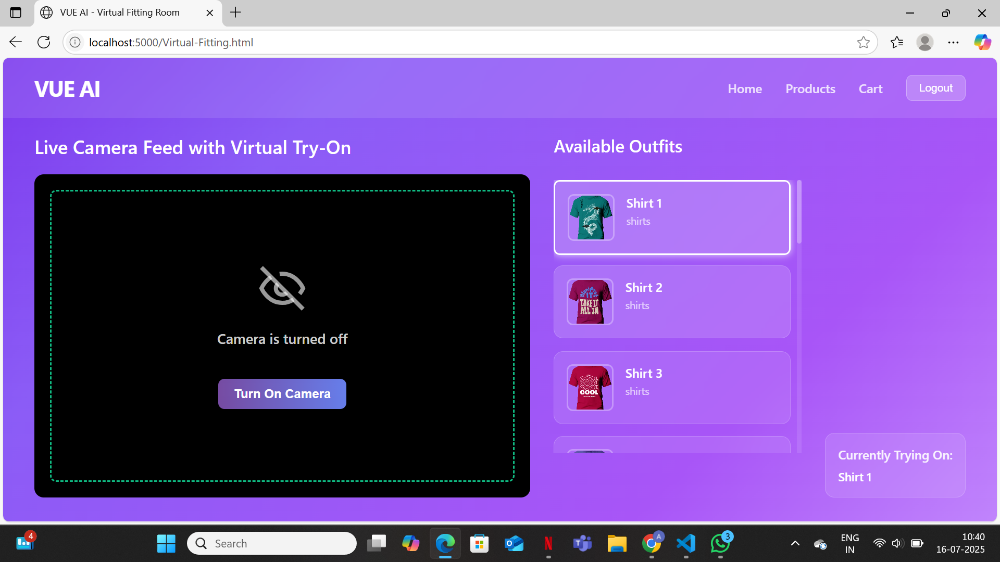 VUE AI - Virtual Fitting Room
localhost:5000/Virtual-Fitting.html
VUE AI
Home
Products
Cart
Logout
Live Camera Feed with Virtual Try-On
Camera is turned off
Turn On Camera
Available Outfits
Shirt 1
shirts
Shirt 2
shirts
IT
TAKE IT
ALL IN
Shirt 3
shirts
COOL
Currently Trying On:
Shirt 1
4
Search
A
3
ENG
IN
10:40
16-07-2025